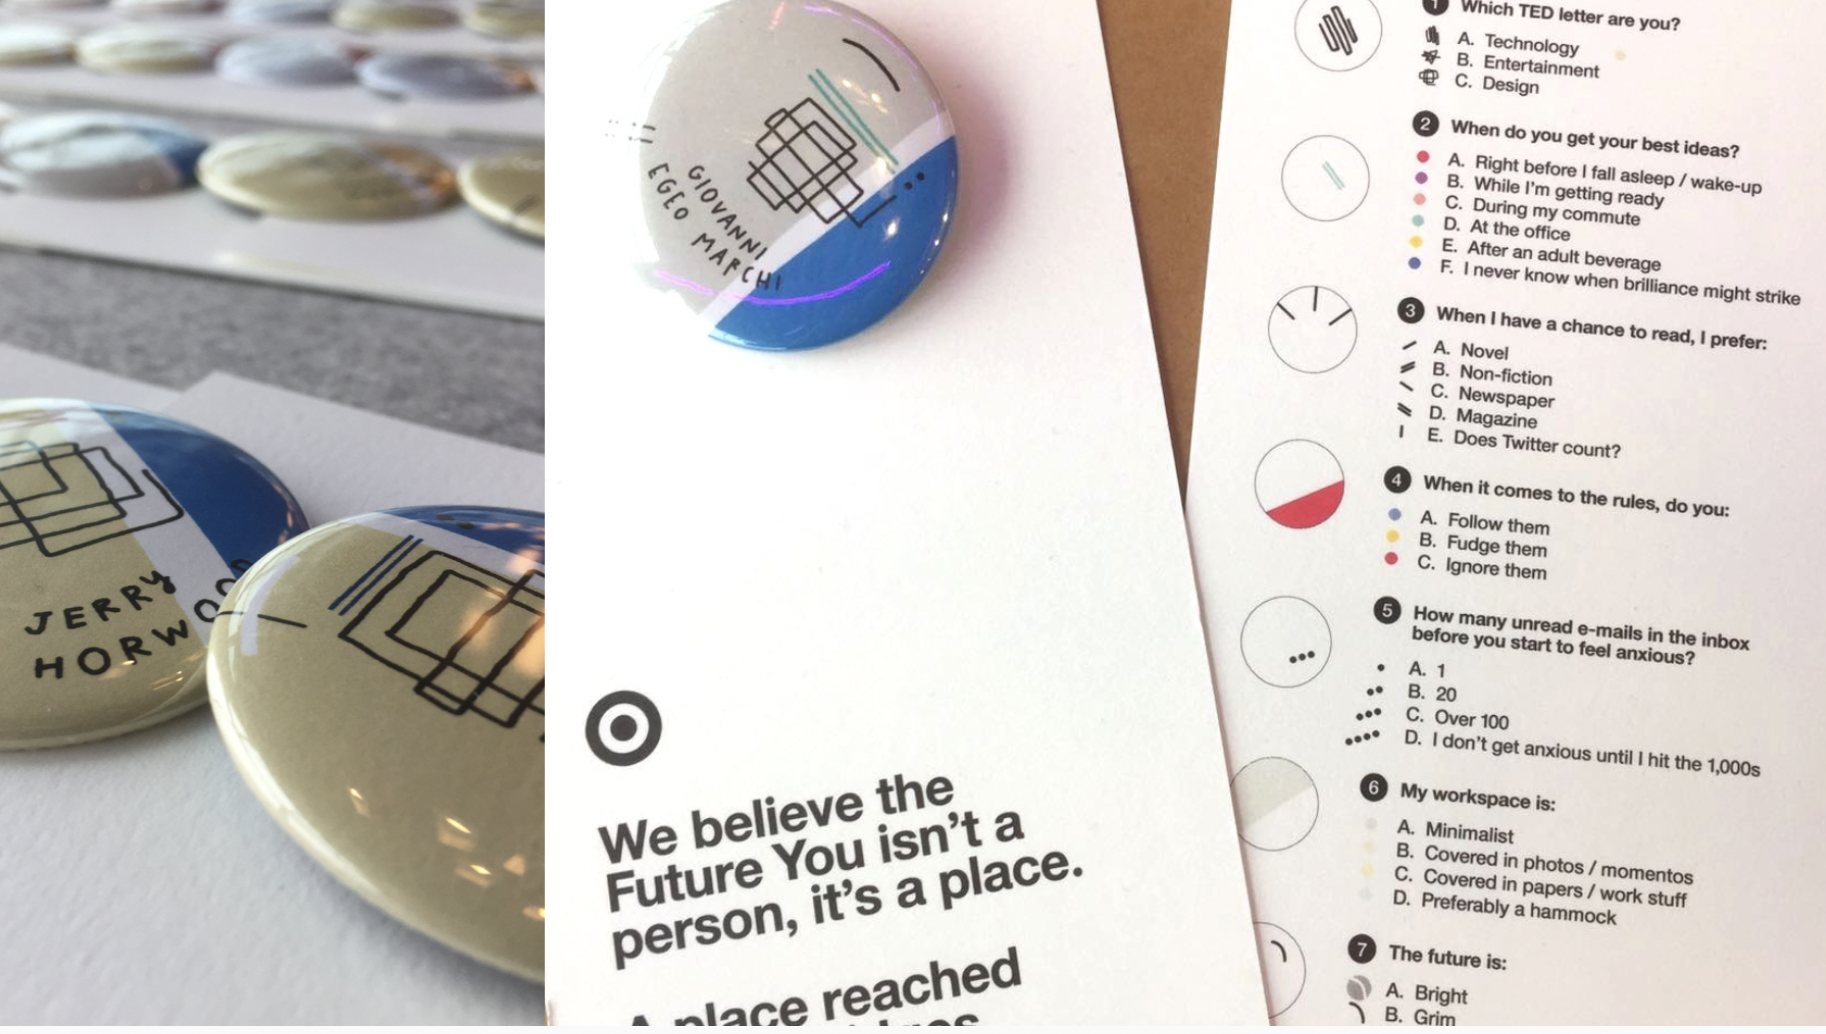 JERRY
HORWO
GIOVANNI
EGEO MARCHI
We believe the
Future You isn't a
person, it's a place.
A place reached
1 Which TED letter are you?
A. Technology
B. Entertainment
C. Design
2 When do you get your best ideas?
A. Right before I fall asleep / wake-up
B. While I'm getting ready
C. During my commute
D. At the office
E. After an adult beverage
F. I never know when brilliance might strike
3 When I have a chance to read, I prefer:
A. Novel
B. Non-fiction
C. Newspaper
D. Magazine
E. Does Twitter count?
4 When it comes to the rules, do you:
A. Follow them
B. Fudge them
C. Ignore them
5 How many unread e-mails in the inbox
before you start to feel anxious?
A. 1
B. 20
C. Over 100
D. I don't get anxious until I hit the 1,000s
6 My workspace is:
A. Minimalist
B. Covered in photos / momentos
C. Covered in papers / work stuff
D. Preferably a hammock
7 The future is:
A. Bright
B. Grim